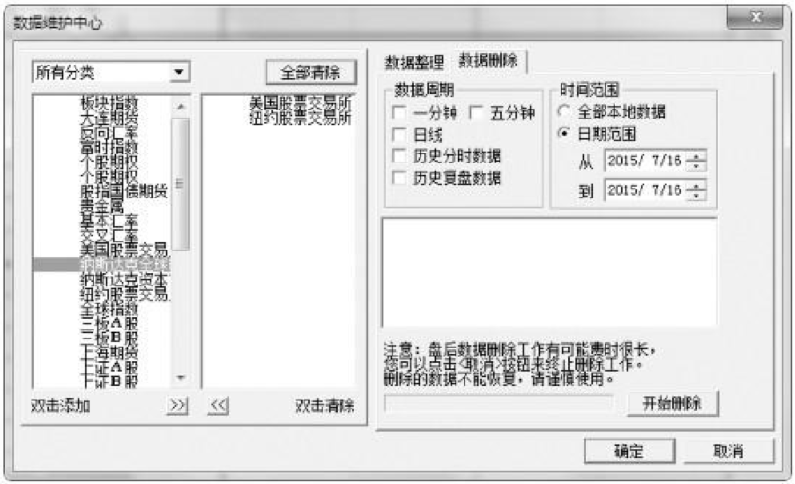 数据维护中心
所有分类
全部清除
板块指数
大连期货
反向汇率
富时指数
个股期权
个股期权
股指国债期货
贵金属
基本汇率
交叉汇率
美国股票交易
纳斯达克全球
纳斯达克资本
纽约股票交易
全球指数
三板A股
三板B股
上海期货
上证A股
上证B股
双击添加
>>
美国股票交易所
纽约股票交易所
<<
双击清除
数据整理 数据删除
数据周期
一分钟 五分钟
日线
历史分时数据
历史复盘数据
时间范围
全部本地数据
日期范围
从 2015/ 7/16
到 2015/ 7/16
注意：盘后数据删除工作有可能费时很长，
您可以点击<取消>按钮来终止删除工作。
删除的数据不能恢复，请谨慎使用。
开始删除
确定
取消